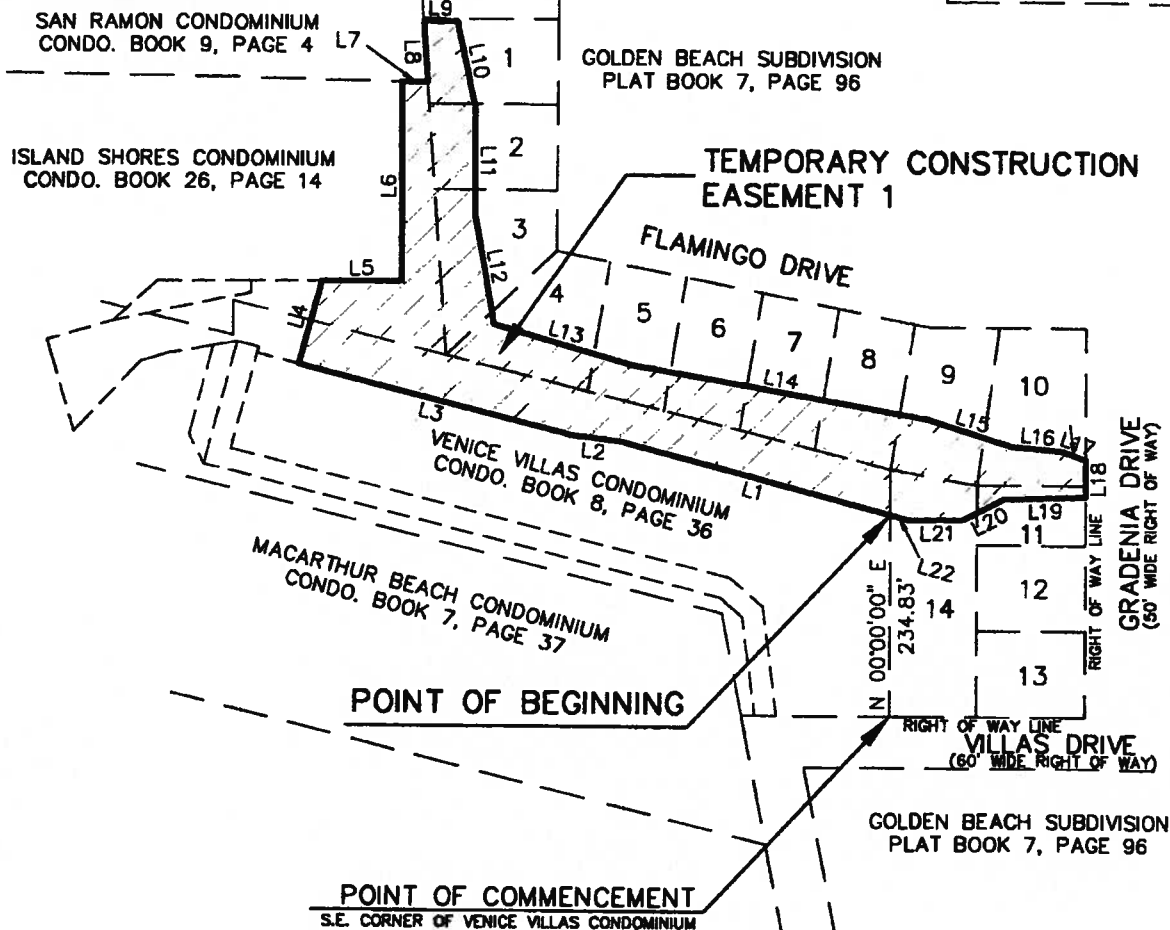 L9
SAN RAMON CONDOMINIUM
CONDO. BOOK 9, PAGE 4
L7
L8
L10
1
GOLDEN BEACH SUBDIVISION
PLAT BOOK 7, PAGE 96
ISLAND SHORES CONDOMINIUM
CONDO. BOOK 26, PAGE 14
L6
L11
2
TEMPORARY CONSTRUCTION
EASEMENT 1
3
FLAMINGO DRIVE
L5
L12
L4
4
5
6
7
8
9
10
L13
L14
L15
L16
L18
GRADENIA DRIVE
(50' WIDE RIGHT OF WAY)
L3
L2
L1
VENICE VILLAS CONDOMINIUM
CONDO. BOOK 8, PAGE 36
L19
L20
L21
L22
11
12
13
14
RIGHT OF WAY LINE
N 00°00'00" E
234.83'
MACARTHUR BEACH CONDOMINIUM
CONDO. BOOK 7, PAGE 37
POINT OF BEGINNING
RIGHT OF WAY LINE
VILLAS DRIVE
(60' WIDE RIGHT OF WAY)
GOLDEN BEACH SUBDIVISION
PLAT BOOK 7, PAGE 96
POINT OF COMMENCEMENT
S.E. CORNER OF VENICE VILLAS CONDOMINIUM